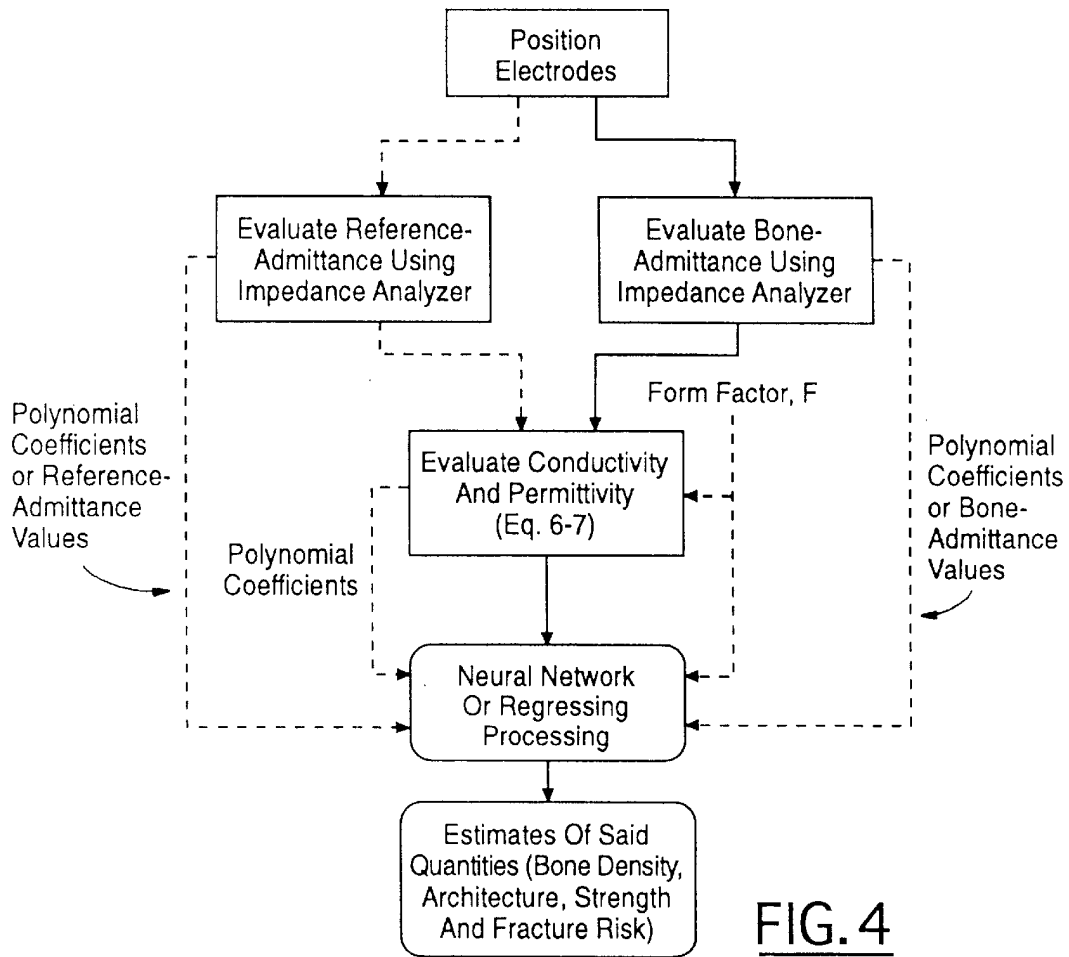 Position
Electrodes
Evaluate Reference-
Admittance Using
Impedance Analyzer
Evaluate Bone-
Admittance Using
Impedance Analyzer
Form Factor, F
Polynomial
Coefficients
or Reference-
Admittance
Values
Evaluate Conductivity
And Permittivity
(Eq. 6-7)
Polynomial
Coefficients
or Bone-
Admittance
Values
Polynomial
Coefficients
Neural Network
Or Regressing
Processing
Estimates Of Said
Quantities (Bone Density,
Architecture, Strength
And Fracture Risk)
FIG. 4